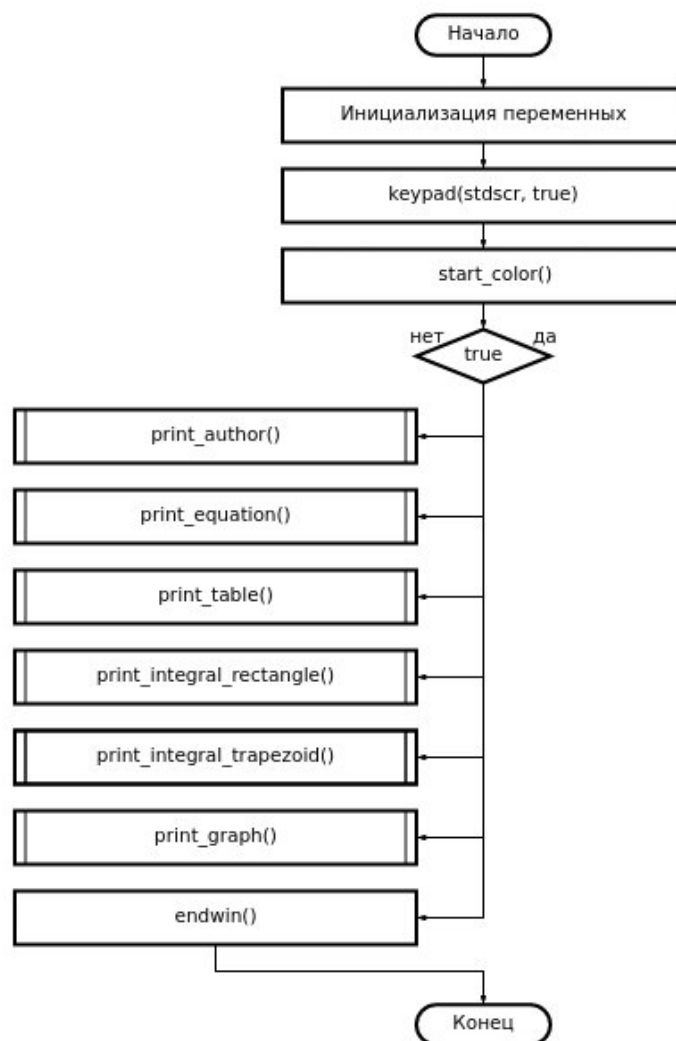 Начало
Инициализация переменных
keypad(stdscr, true)
start_color()
нет да
true
print_author()
print_equation()
print_table()
print_integral_rectangle()
print_integral_trapezoid()
print_graph()
endwin()
Конец